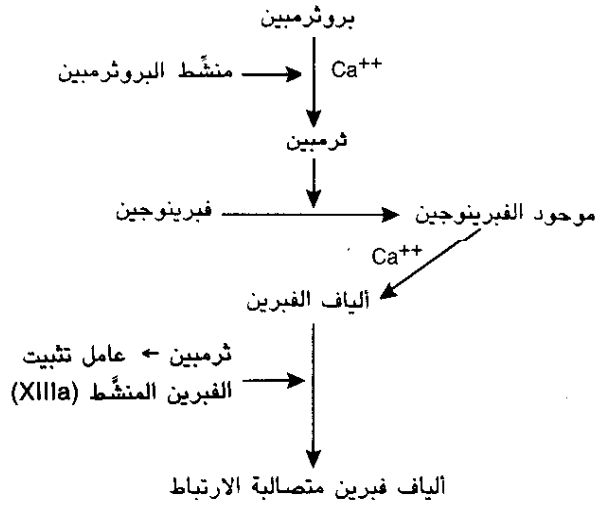 بروثرمبين
منشِّط البروثرمبين
Ca++
ثرمبين
فبرينوجين
موحود الفبرينوجين
Ca++
ألياف الفبرين
ثرمبين ← عامل تثبيت
الفبرين المنشَّط (XIIIa)
ألياف فبرين متصالبة الارتباط